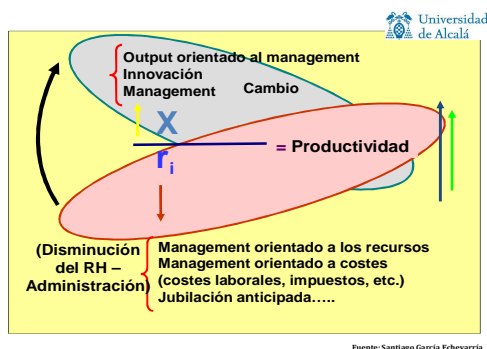 Universidad
de Alcalá
Output orientado al management
Innovación
Management
Cambio
X
r i
= Productividad
(Disminución
del RH –
Administración)
Management orientado a los recursos
Management orientado a costes
(costes laborales, impuestos, etc.)
Jubilación anticipada.....
Fuente: Santiago García Echevarría